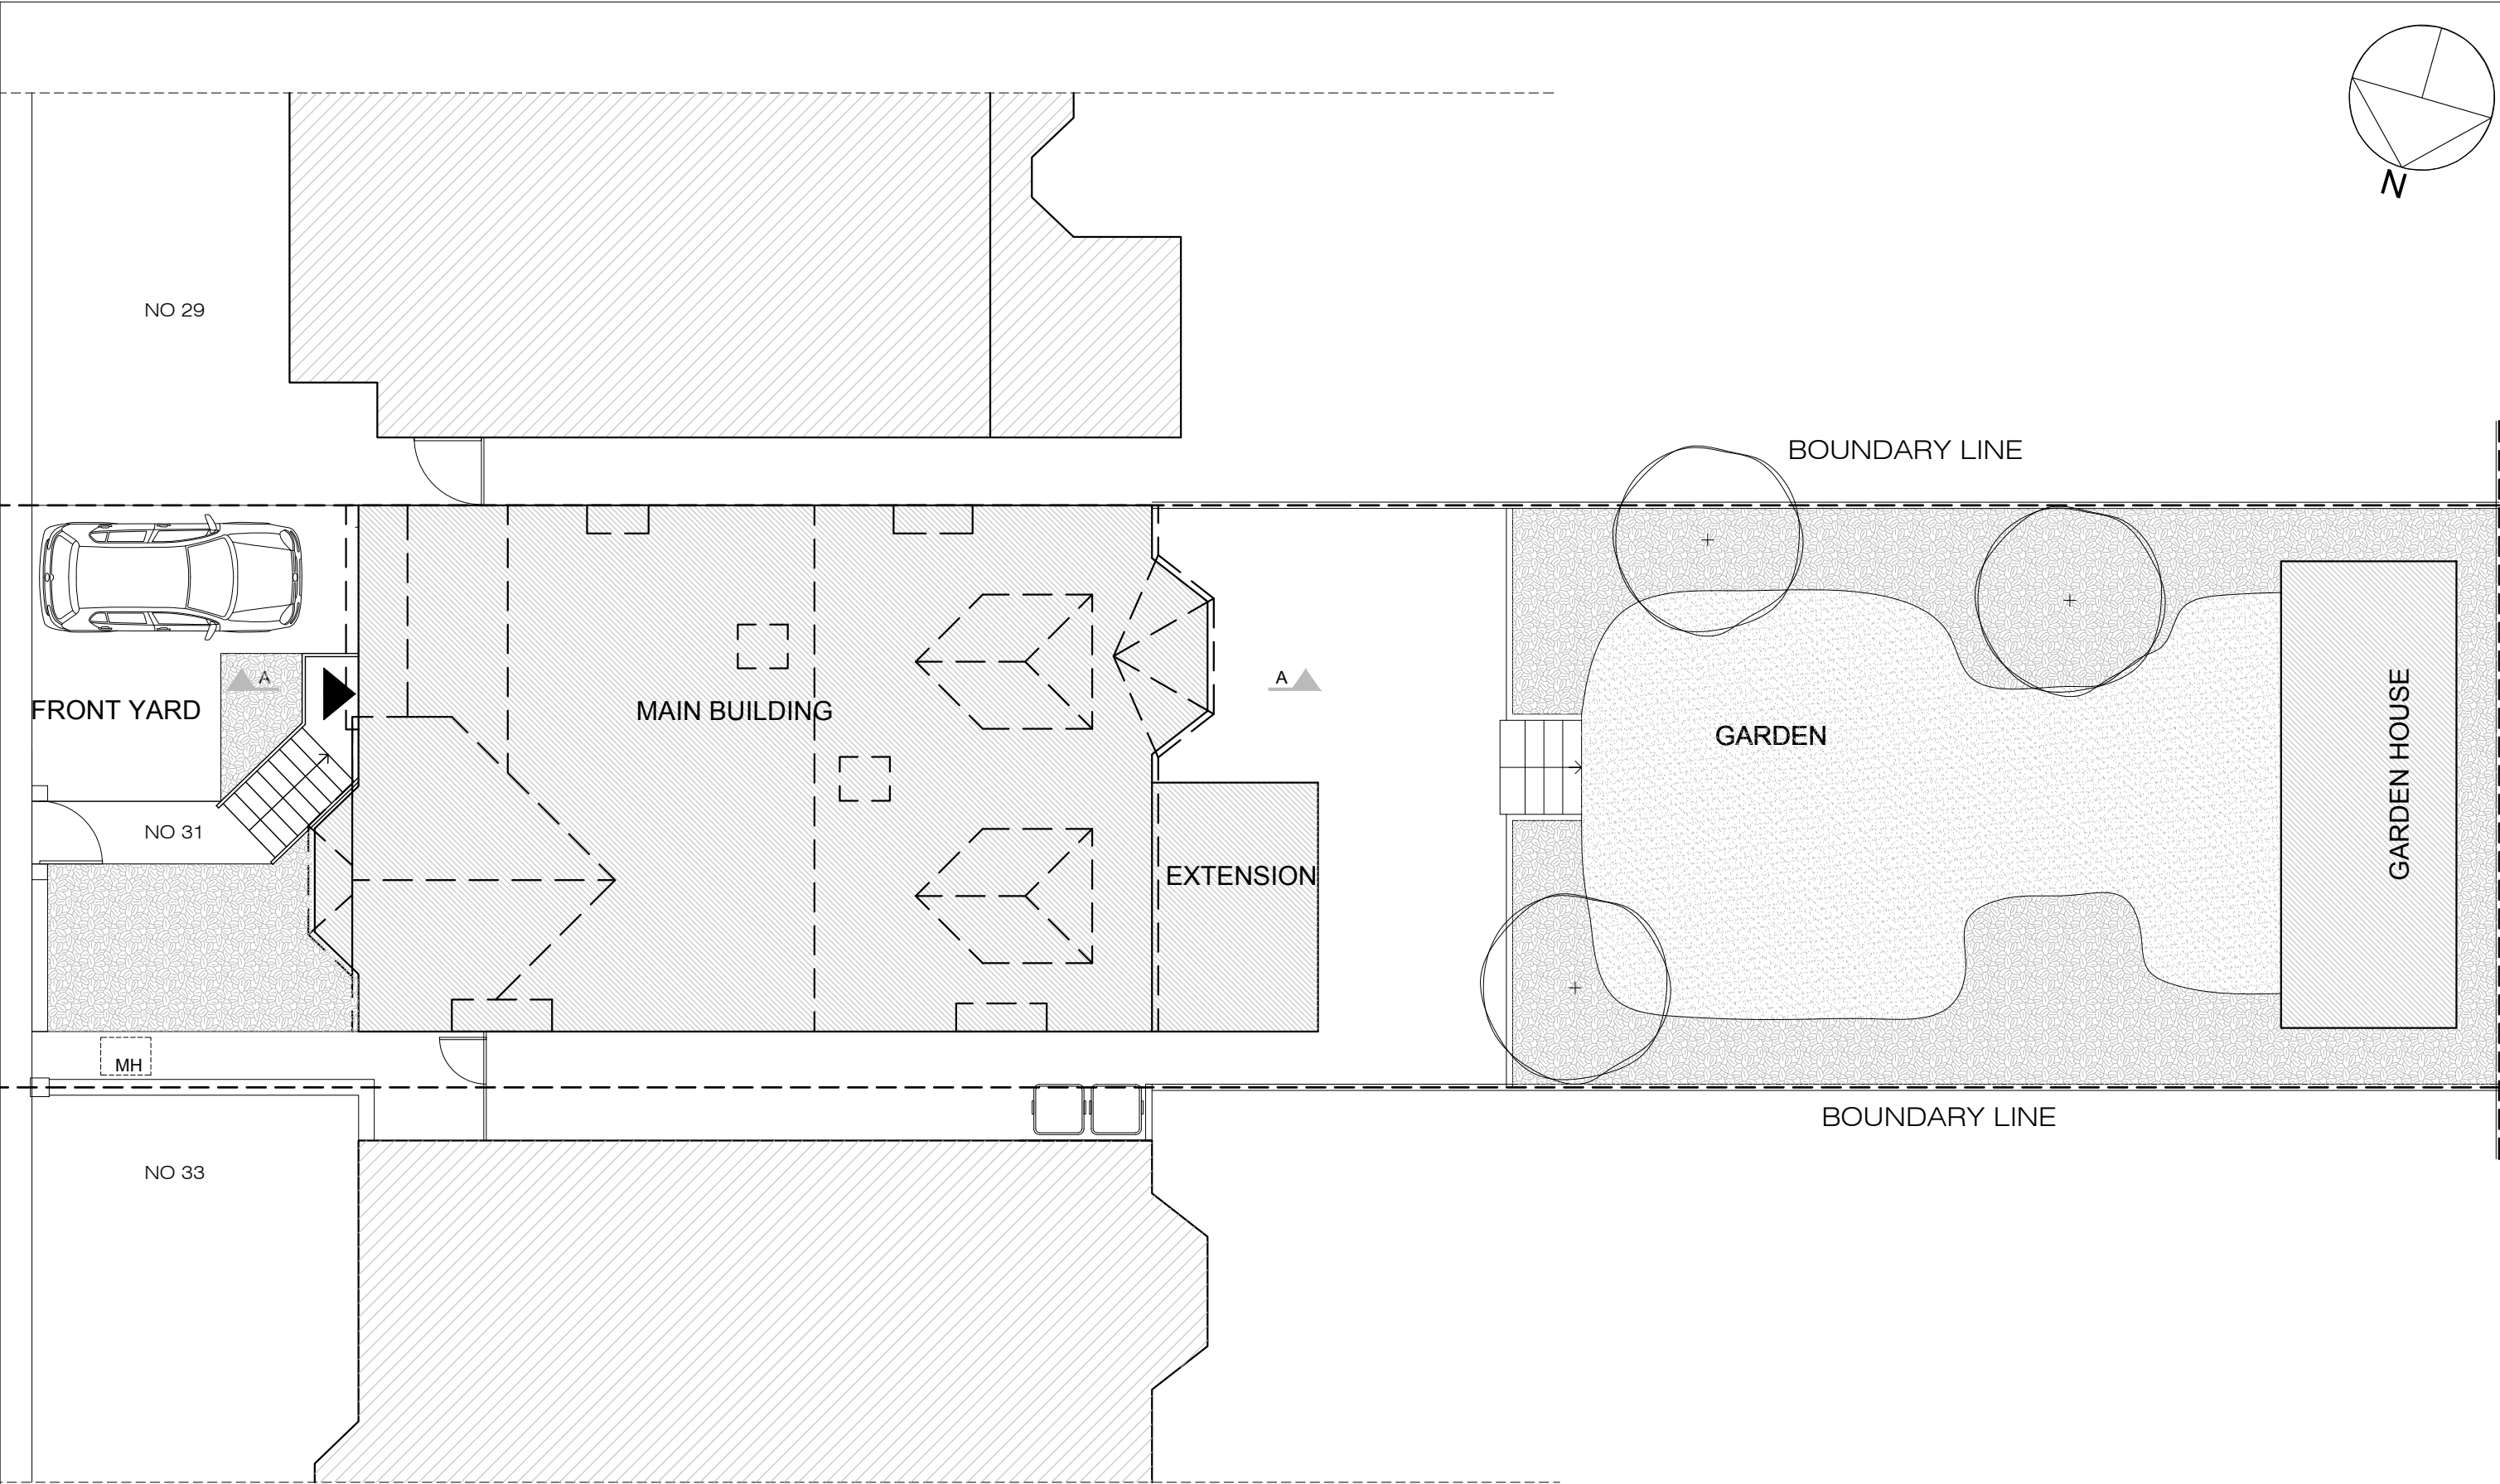 N
NO 29
BOUNDARY LINE
A
A
FRONT YARD
MAIN BUILDING
GARDEN
GARDEN HOUSE
NO 31
EXTENSION
MH
BOUNDARY LINE
NO 33